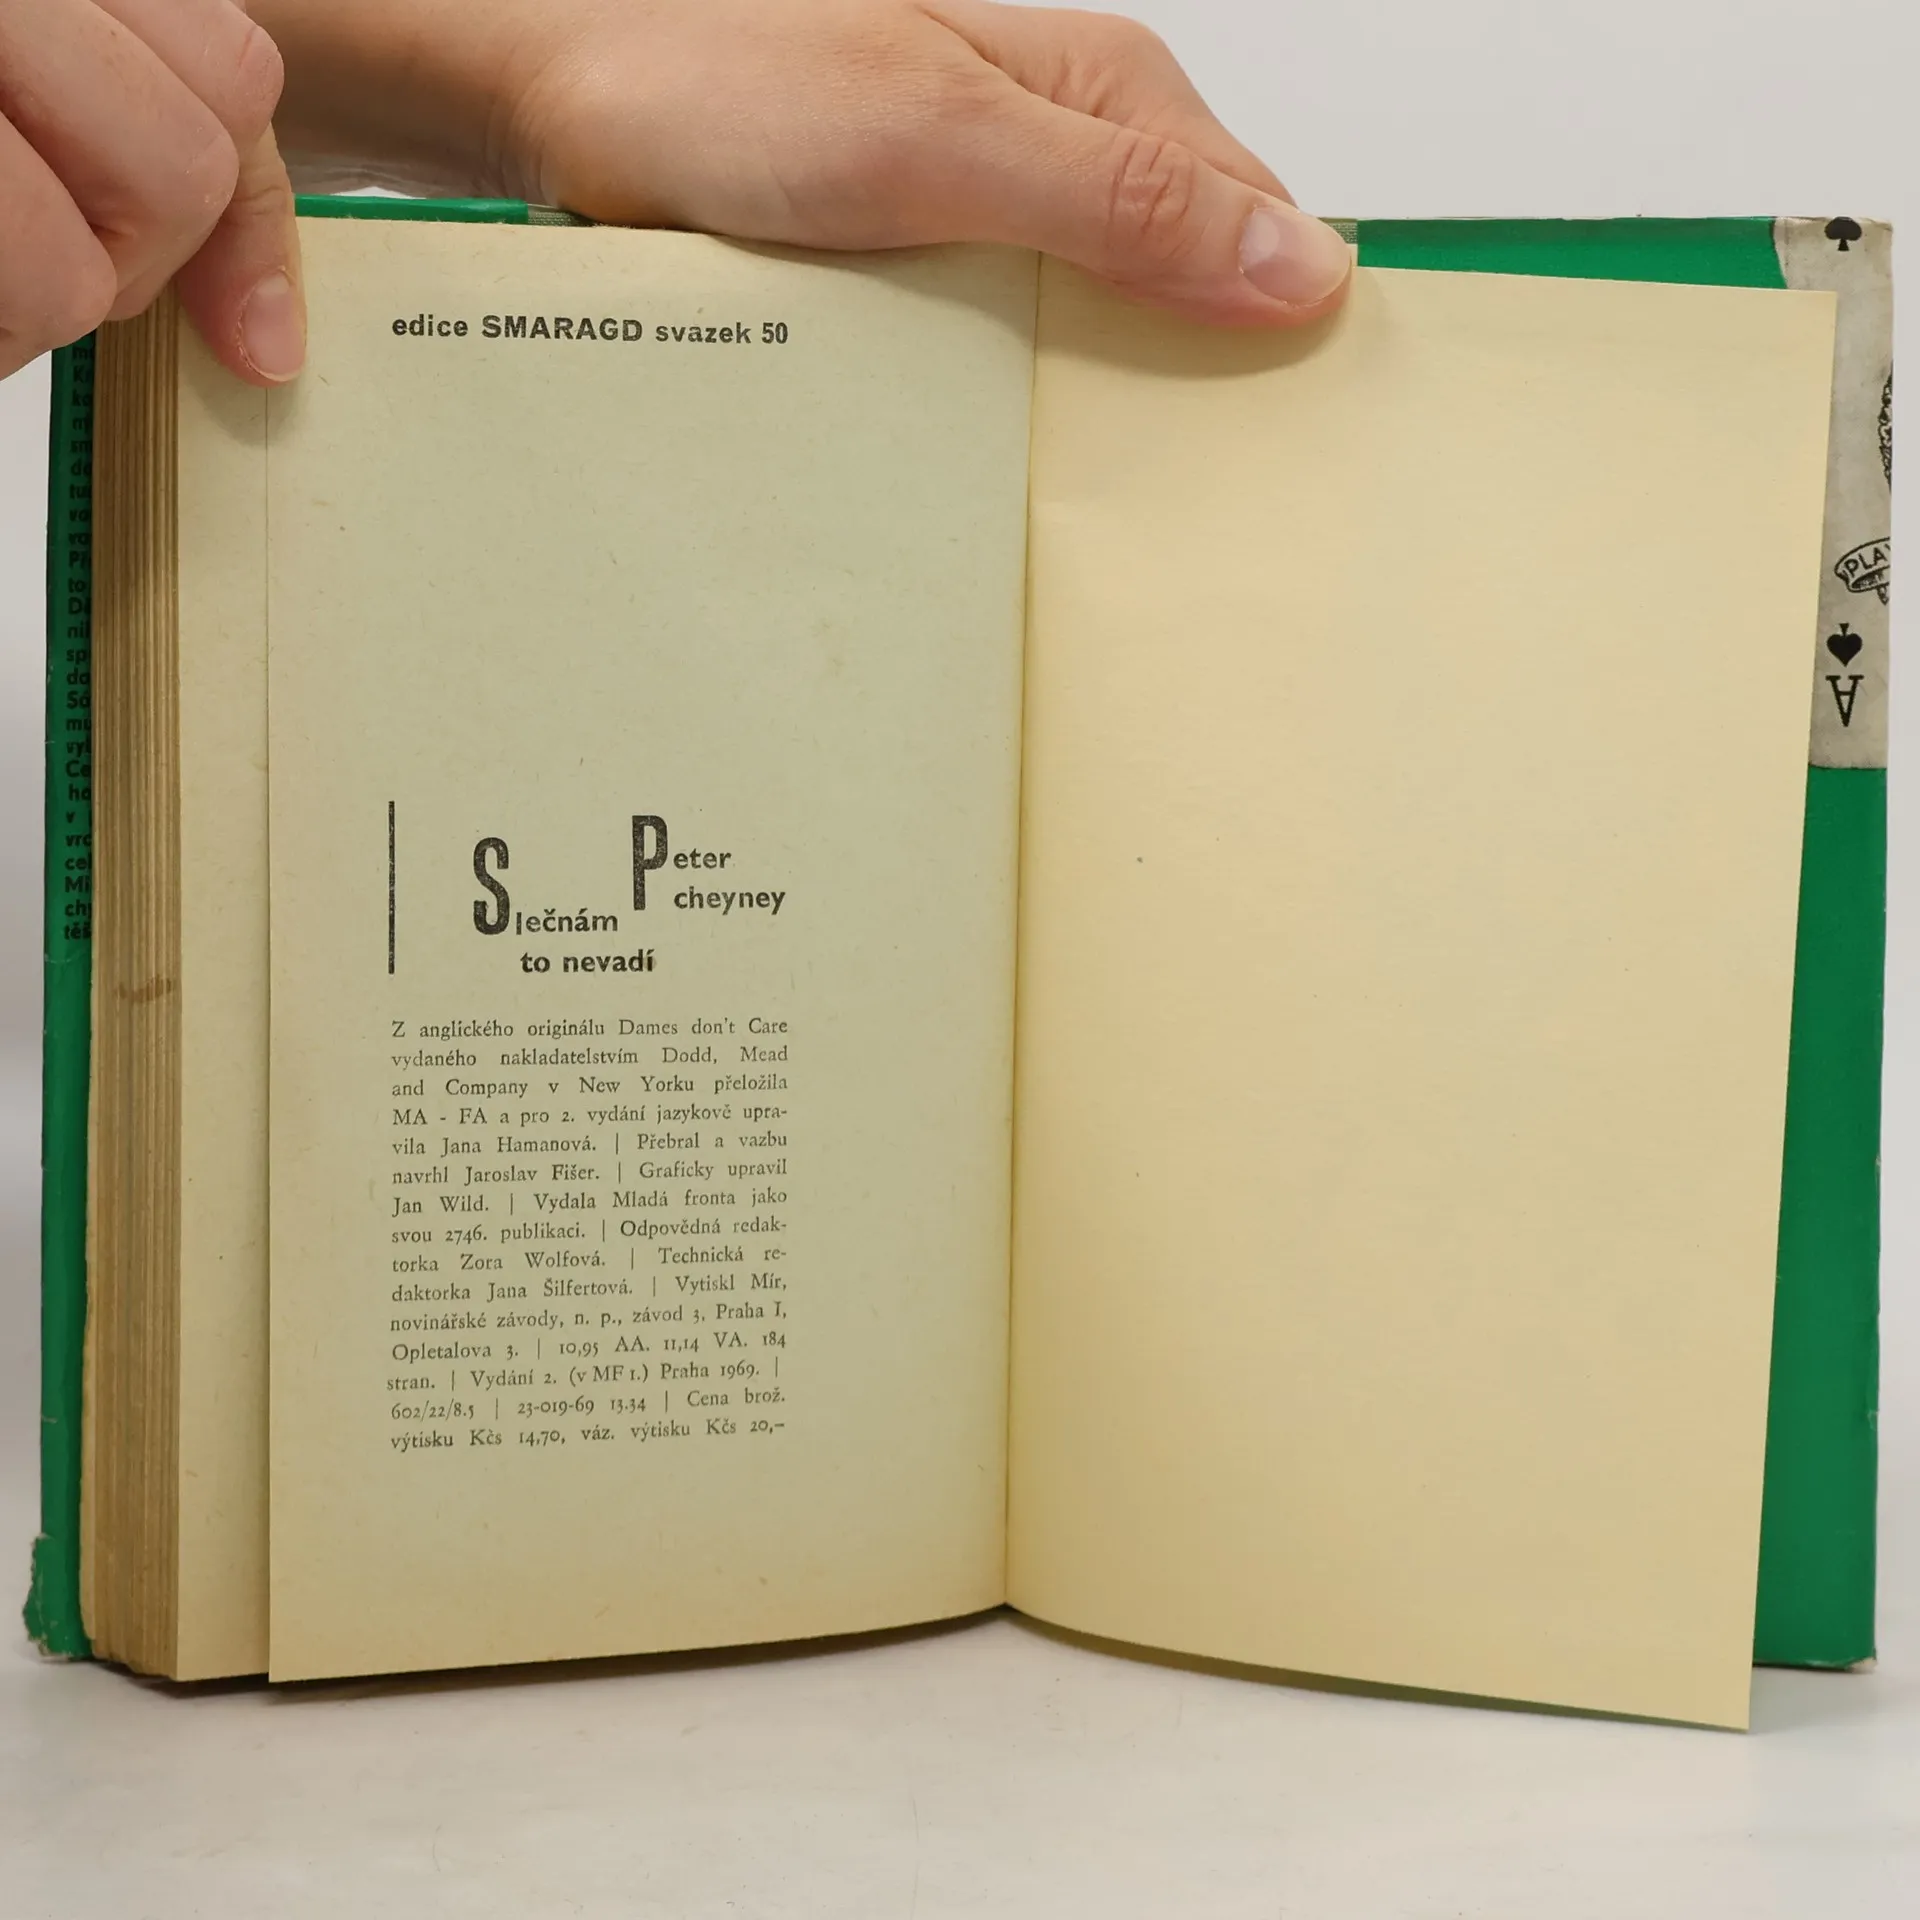 edice SMARAGD svazek 50
Peter
cheyney
Slečnám
to nevadí
Z anglického originálu Dames don't Care
vydaného nakladatelstvím Dodd, Mead
and Company v New Yorku přeložila
MA - FA a pro 2. vydání jazykově upra-
vila Jana Hamanová. | Přebral a vazbu
navrhl Jaroslav Fišer. | Graficky upravil
Jan Wild. | Vydala Mladá fronta jako
svou 2746. publikaci. | Odpovědná redak-
torka Zora Wolfová. | Technická re-
daktorka Jana Šilfertová. | Vytiskl Mír,
novinářské závody, n. p., závod 3, Praha I,
Opletalova 3. | 10,95 AA. 11,14 VA. 184
stran. | Vydání 2. (v MF 1.) Praha 1969. |
602/22/8.5 | 23-019-69 13.34 | Cena brož.
výtisku Kčs 14,70, váz. výtisku Kčs 20,–
A